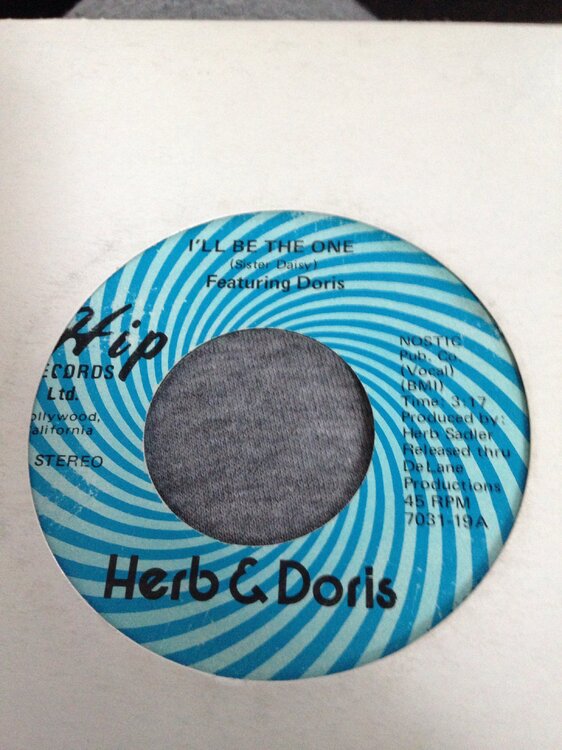 I'LL BE THE ONE
(Sister Daisy)
Featuring Doris
Hip
ECORDS
Ltd.
ollywood,
alifornia
STEREO
NOSTIC
Pub. Co.
(Vocal)
(BMI)
Time: 3:17
Produced by:
Herb Sadler
Released thru
DeLane
Productions
45 RPM
7031-19A
Herb & Doris